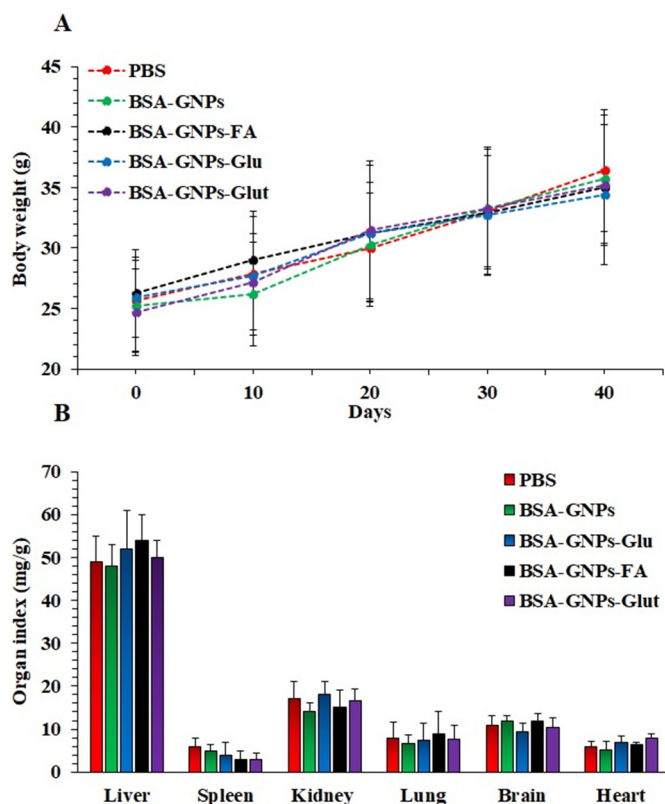 A
45
40
35
30
25
20
Body weight (g)
PBS
BSA-GNPs
BSA-GNPs-FA
BSA-GNPs-Glu
BSA-GNPs-Glut
0 10 20 30 40
Days
B
70
60
50
40
30
20
10
0
Organ index (mg/g)
PBS
BSA-GNPs
BSA-GNPs-Glu
BSA-GNPs-FA
BSA-GNPs-Glut
Liver Spleen Kidney Lung Brain Heart